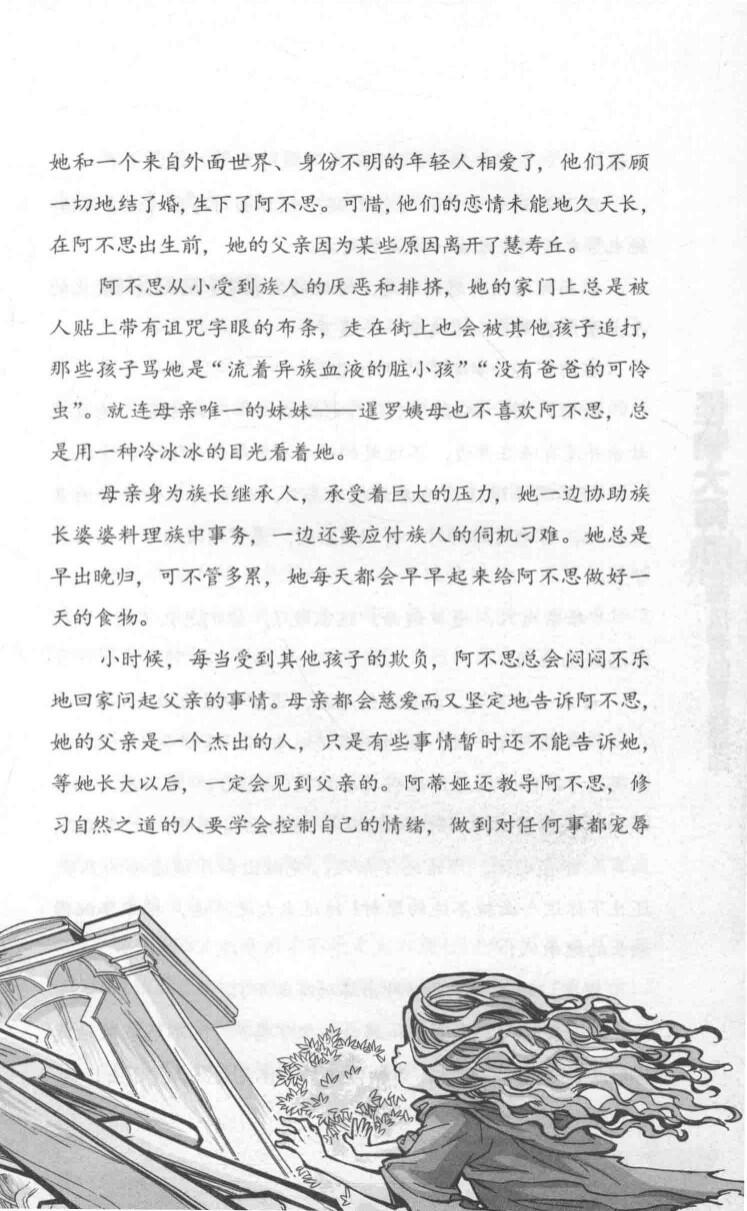 她和一个来自外面世界、身份不明的年轻人相爱了，他们不顾
一切地结了婚，生下了阿不思。可惜，他们的恋情未能地久天长，
在阿不思出生前，她的父亲因为某些原因离开了慧寿丘。
阿不思从小受到族人的厌恶和排挤，她的家门上总是被
人贴上带有诅咒字眼的布条，走在街上也会被其他孩子追打，
那些孩子骂她是“流着异族血液的脏小孩”“没有爸爸的可怜
虫”。就连母亲唯一的妹妹——暹罗姨母也不喜欢阿不思，总
是用一种冷冰冰的目光看着她。
母亲身为族长继承人，承受着巨大的压力，她一边协助族
长婆婆料理族中事务，一边还要应付族人的伺机刁难。她总是
早出晚归，可不管多累，她每天都会早早起来给阿不思做好一
天的食物。
小时候，每当受到其他孩子的欺负，阿不思总会闷闷不乐
地回家问起父亲的事情。母亲都会慈爱而又坚定地告诉阿不思，
她的父亲是一个杰出的人，只是有些事情暂时还不能告诉她，
等她长大以后，一定会见到父亲的。阿蒂娅还教导阿不思，修
习自然之道的人要学会控制自己的情绪，做到对任何事都宠辱